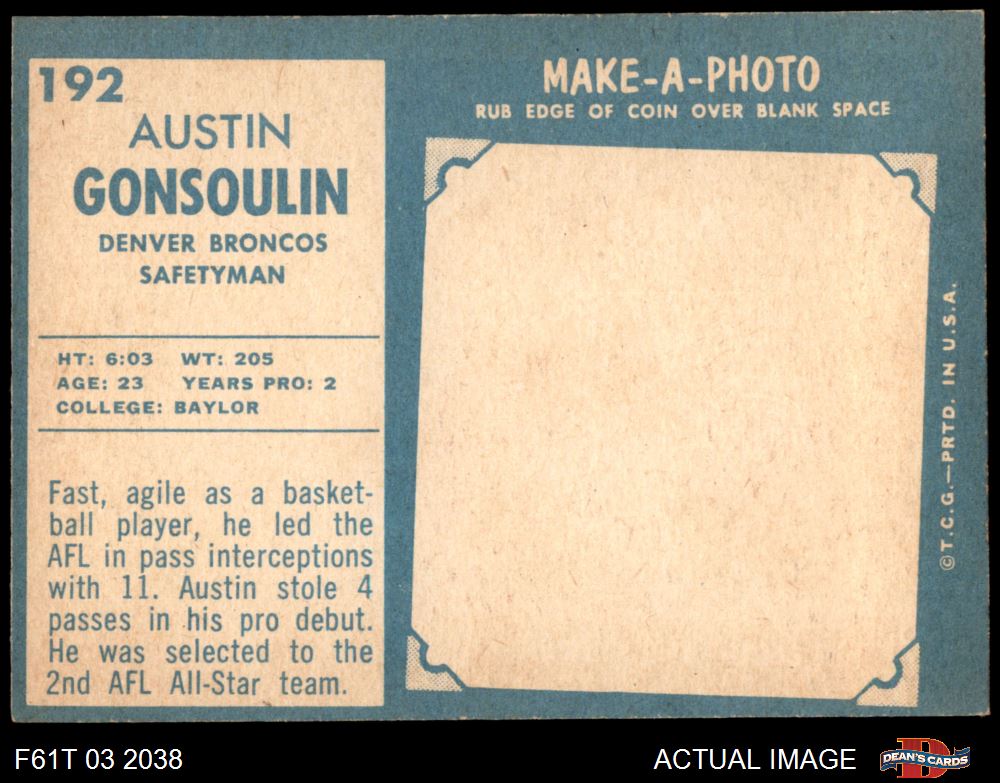 192
AUSTIN
GONSOULIN
DENVER BRONCOS
SAFETYMAN
HT: 6:03 WT: 205
AGE: 23 YEARS PRO: 2
COLLEGE: BAYLOR
Fast, agile as a basket-
ball player, he led the
AFL in pass interceptions
with 11. Austin stole 4
passes in his pro debut.
He was selected to the
2nd AFL All-Star team.
MAKE-A-PHOTO
RUB EDGE OF COIN OVER BLANK SPACE
©T.C.G.—PRTD. IN U.S.A.
F61T 03 2038
ACTUAL IMAGE
DEAN'S CARDS